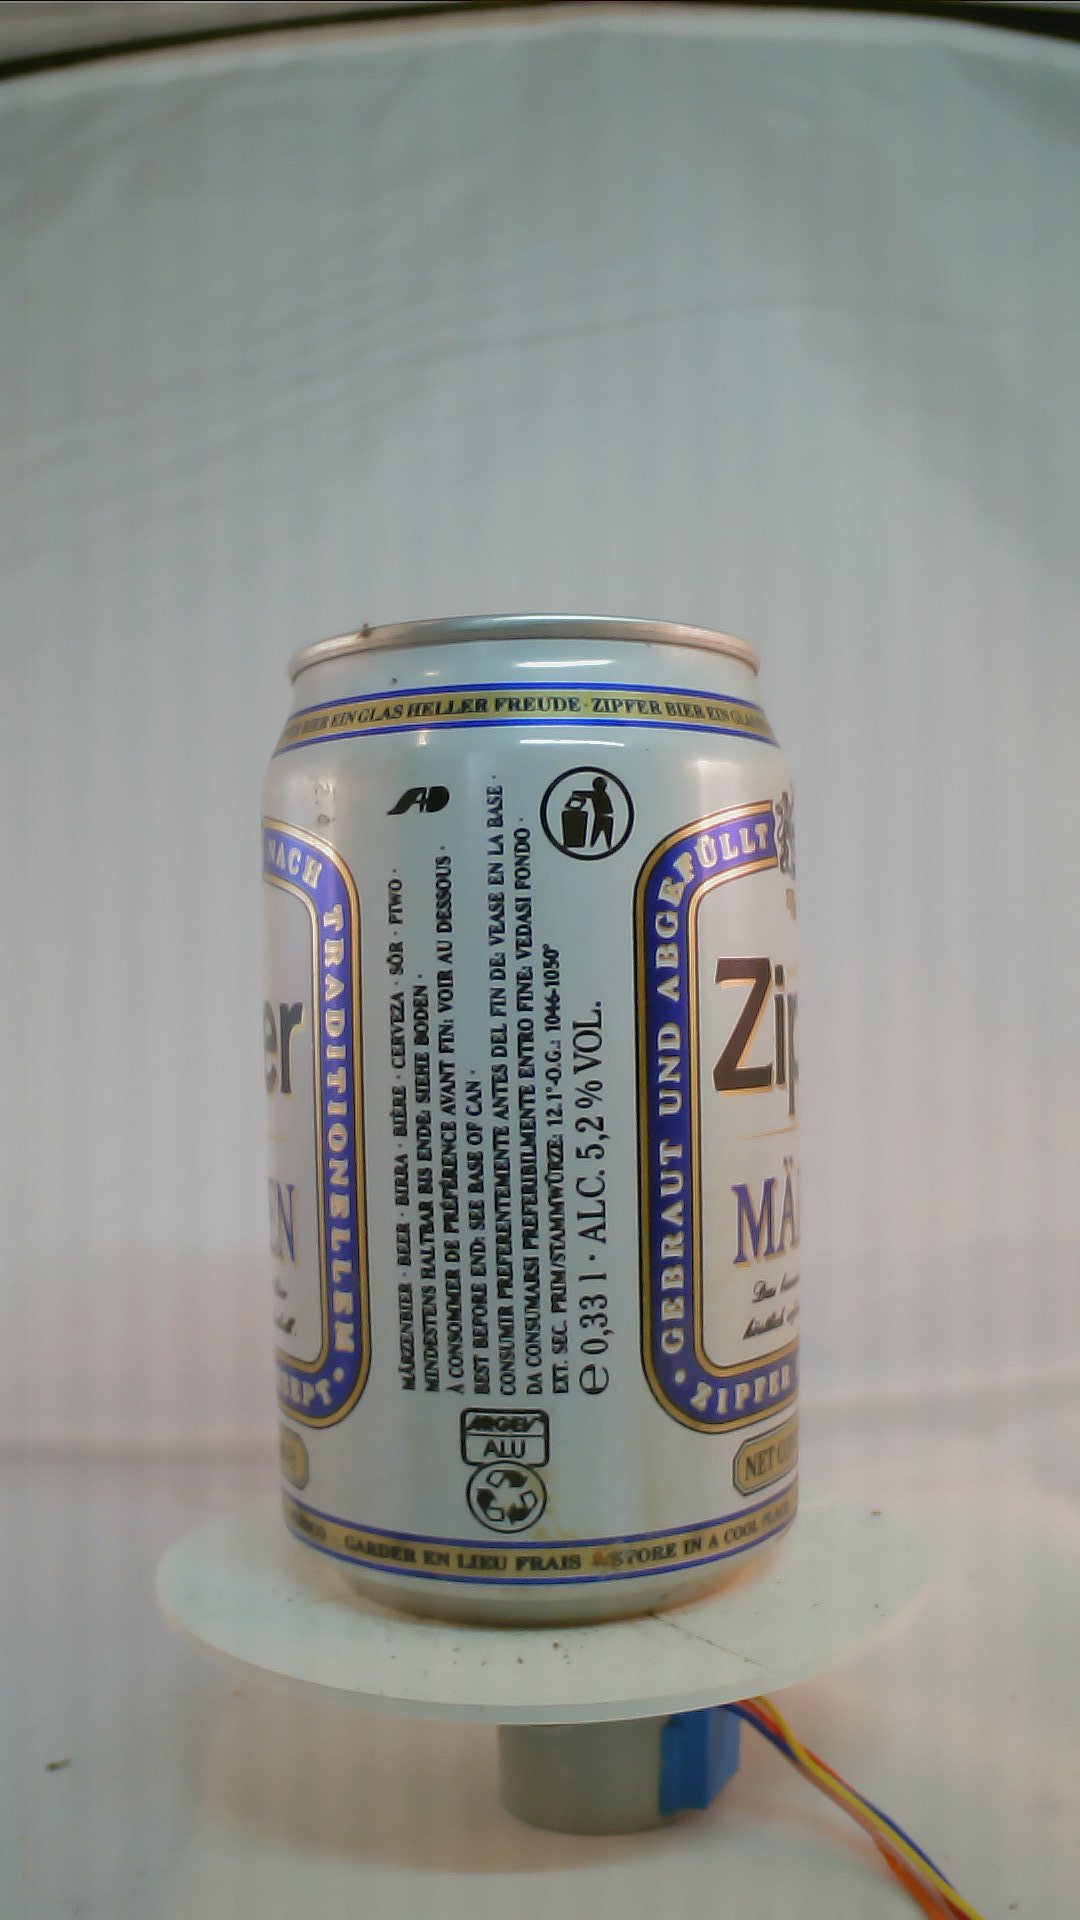 BIER EIN GLAS HELLER FREUDE · ZIPFER BIER EIN GLAS
NACH TRADITIONELLEM
er
MÄRZENBIER · BEER · BIRRA · BIÈRE · CERVEZA · SÖR · PIWO ·
MINDESTENS HALTBAR BIS ENDE: SIEHE BODEN ·
À CONSOMMER DE PRÉFÉRENCE AVANT FIN: VOIR AU DESSOUS ·
BEST BEFORE END: SEE BASE OF CAN ·
CONSUMIR PREFERENTEMENTE ANTES DEL FIN DE: VEASE EN LA BASE ·
DA CONSUMARSI PREFERIBILMENTE ENTRO FINE: VEDASI FONDO ·
EXT. SEC. PRIM/STAMMWÜRZE: 12.1°-O.G.: 1046-1050°
e 0,33 l · ALC. 5,2 % VOL.
ARGEV
ALU
· GEBRAUT UND ABGEFÜLLT
Zip
MÄ
Das
· ZIPFER
NET
GARDER EN LIEU FRAIS · STORE IN A COOL PLACE